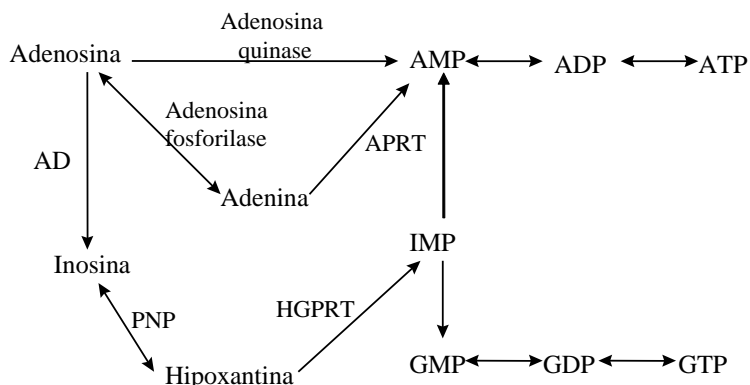 Adenosina
quinase
Adenosina
AMP
ADP
ATP
Adenosina
fosforilase
APRT
AD
Adenina
IMP
Inosina
PNP
HGPRT
Hipoxantina
GMP
GDP
GTP